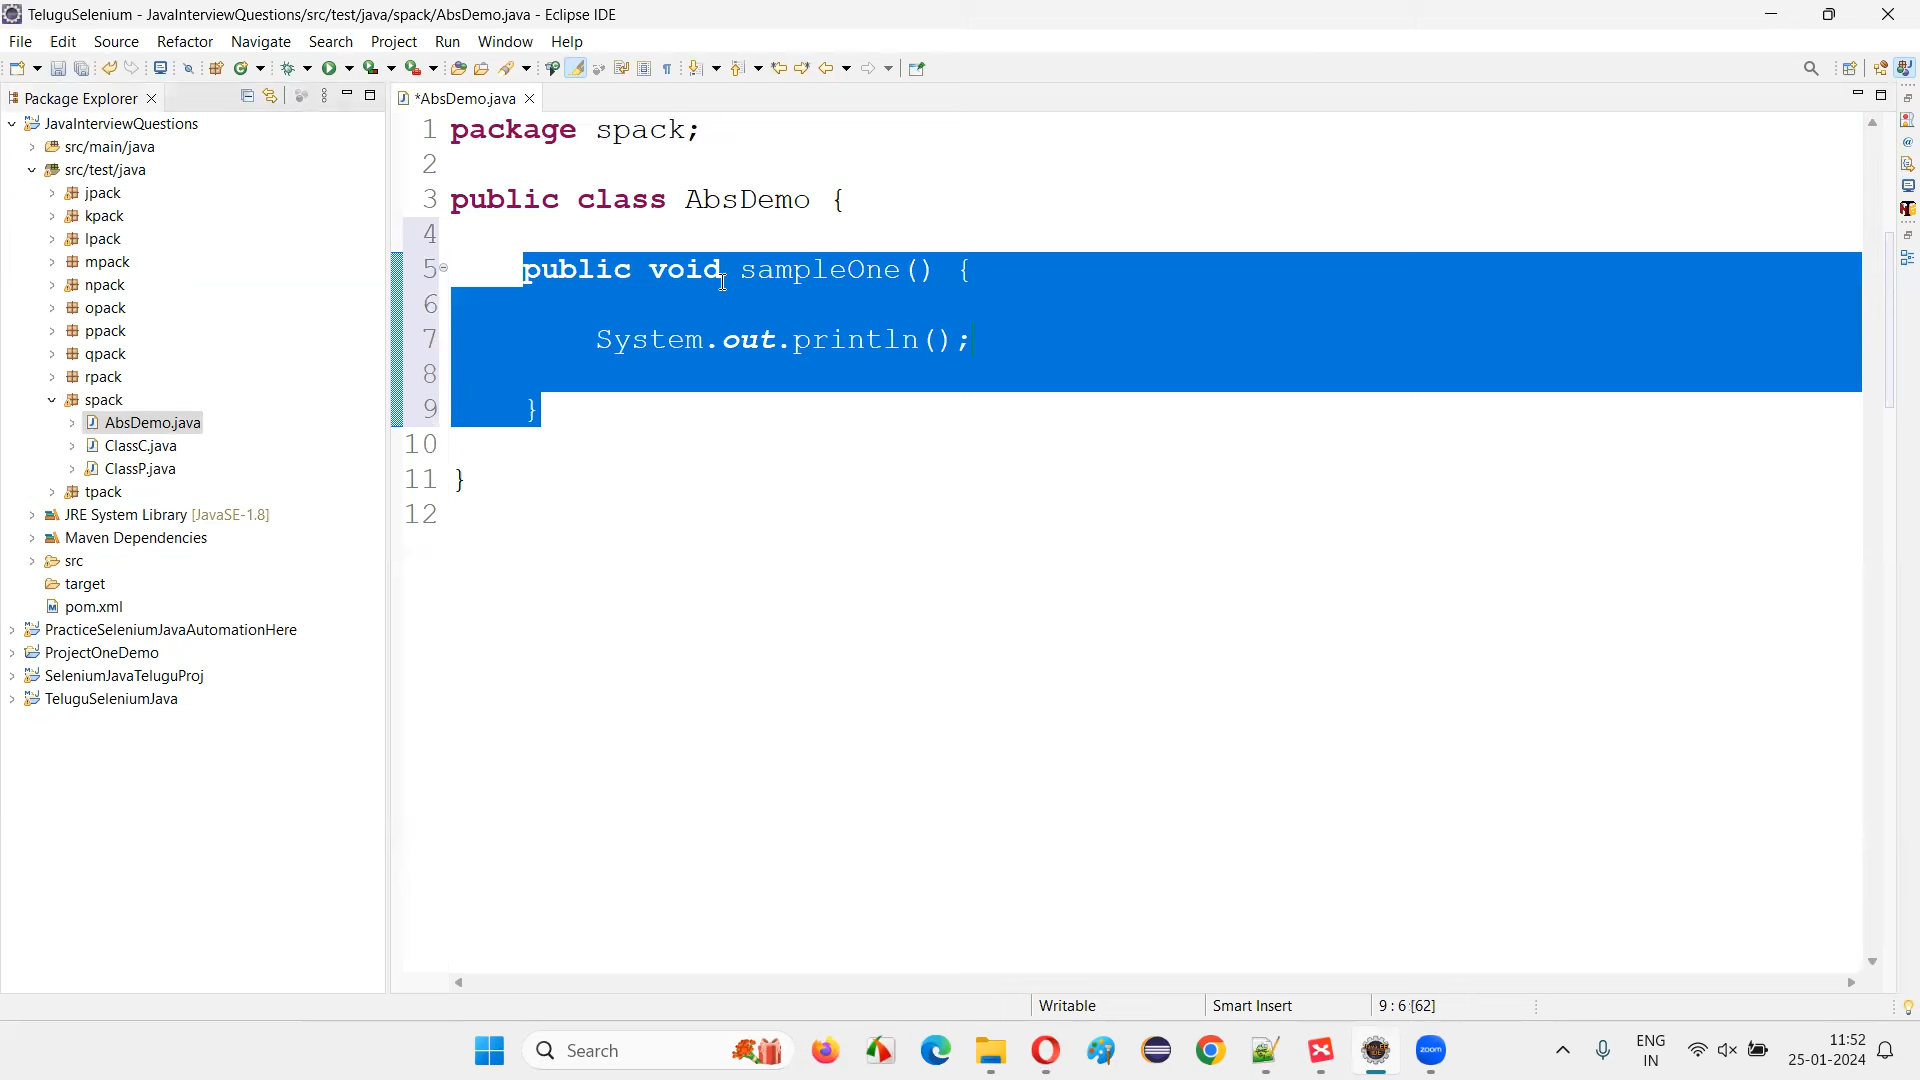 TeluguSelenium - JavaInterviewQuestions/src/test/java/spack/AbsDemo.java - Eclipse IDE
File Edit Source Refactor Navigate Search Project Run Window Help
Package Explorer
*AbsDemo.java
JavaInterviewQuestions
src/main/java
src/test/java
jpack
kpack
lpack
mpack
npack
opack
ppack
qpack
rpack
spack
AbsDemo.java
ClassC.java
ClassP.java
tpack
JRE System Library [JavaSE-1.8]
Maven Dependencies
src
target
pom.xml
PracticeSeleniumJavaAutomationHere
ProjectOneDemo
SeleniumJavaTeluguProj
TeluguSeleniumJava
1 package spack;
2
3 public class AbsDemo {
4
5 public void sampleOne() {
6
7 System.out.println();
8
9 }
10
11 }
12
Writable Smart Insert 9 : 6 [62]
Search
zoom
ENG
IN
11:52
25-01-2024